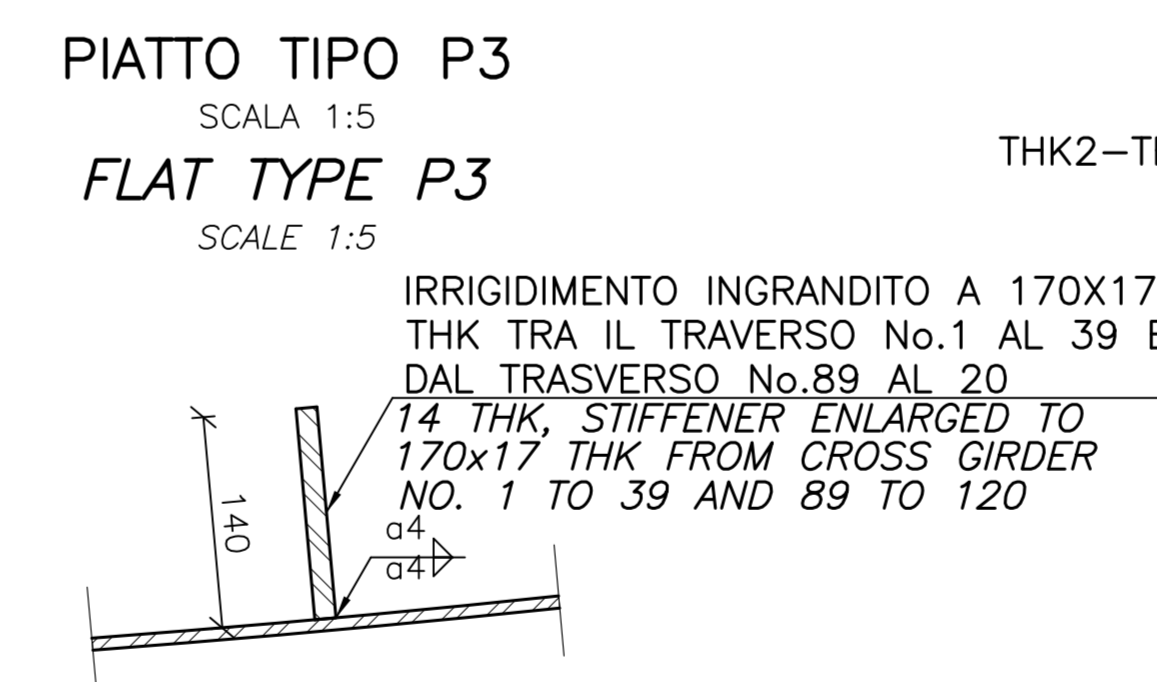 PIATTO TIPO P3
SCALA 1:5
FLAT TYPE P3
SCALE 1:5
THK2-T
IRRIGIDIMENTO INGRANDITO A 170X17
THK TRA IL TRAVERSO No.1 AL 39
DAL TRASVERSO No.89 AL 20
14 THK, STIFFENER ENLARGED TO
170x17 THK FROM CROSS GIRDER
NO. 1 TO 39 AND 89 TO 120
140
a4
a4